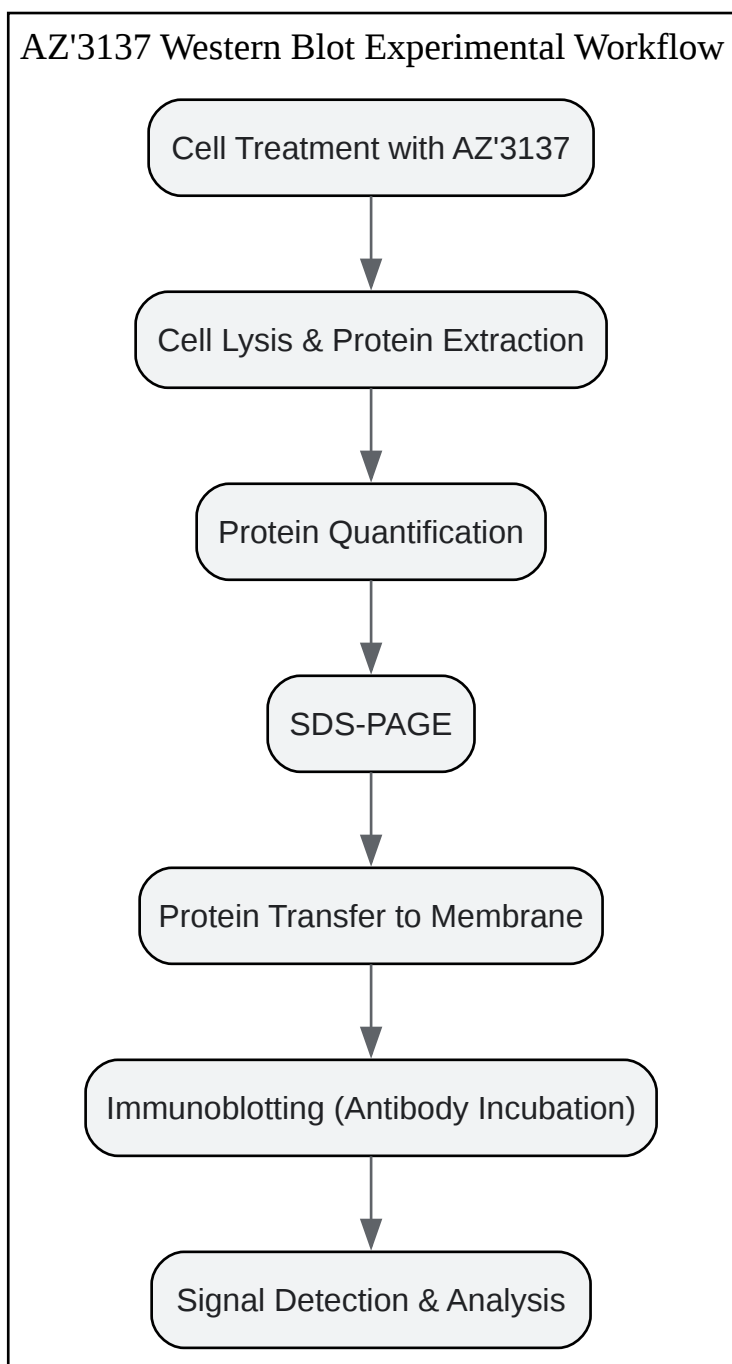 AZ'3137 Western Blot Experimental Workflow
Cell Treatment with AZ'3137
Cell Lysis & Protein Extraction
Protein Quantification
SDS-PAGE
Protein Transfer to Membrane
Immunoblotting (Antibody Incubation)
Signal Detection & Analysis